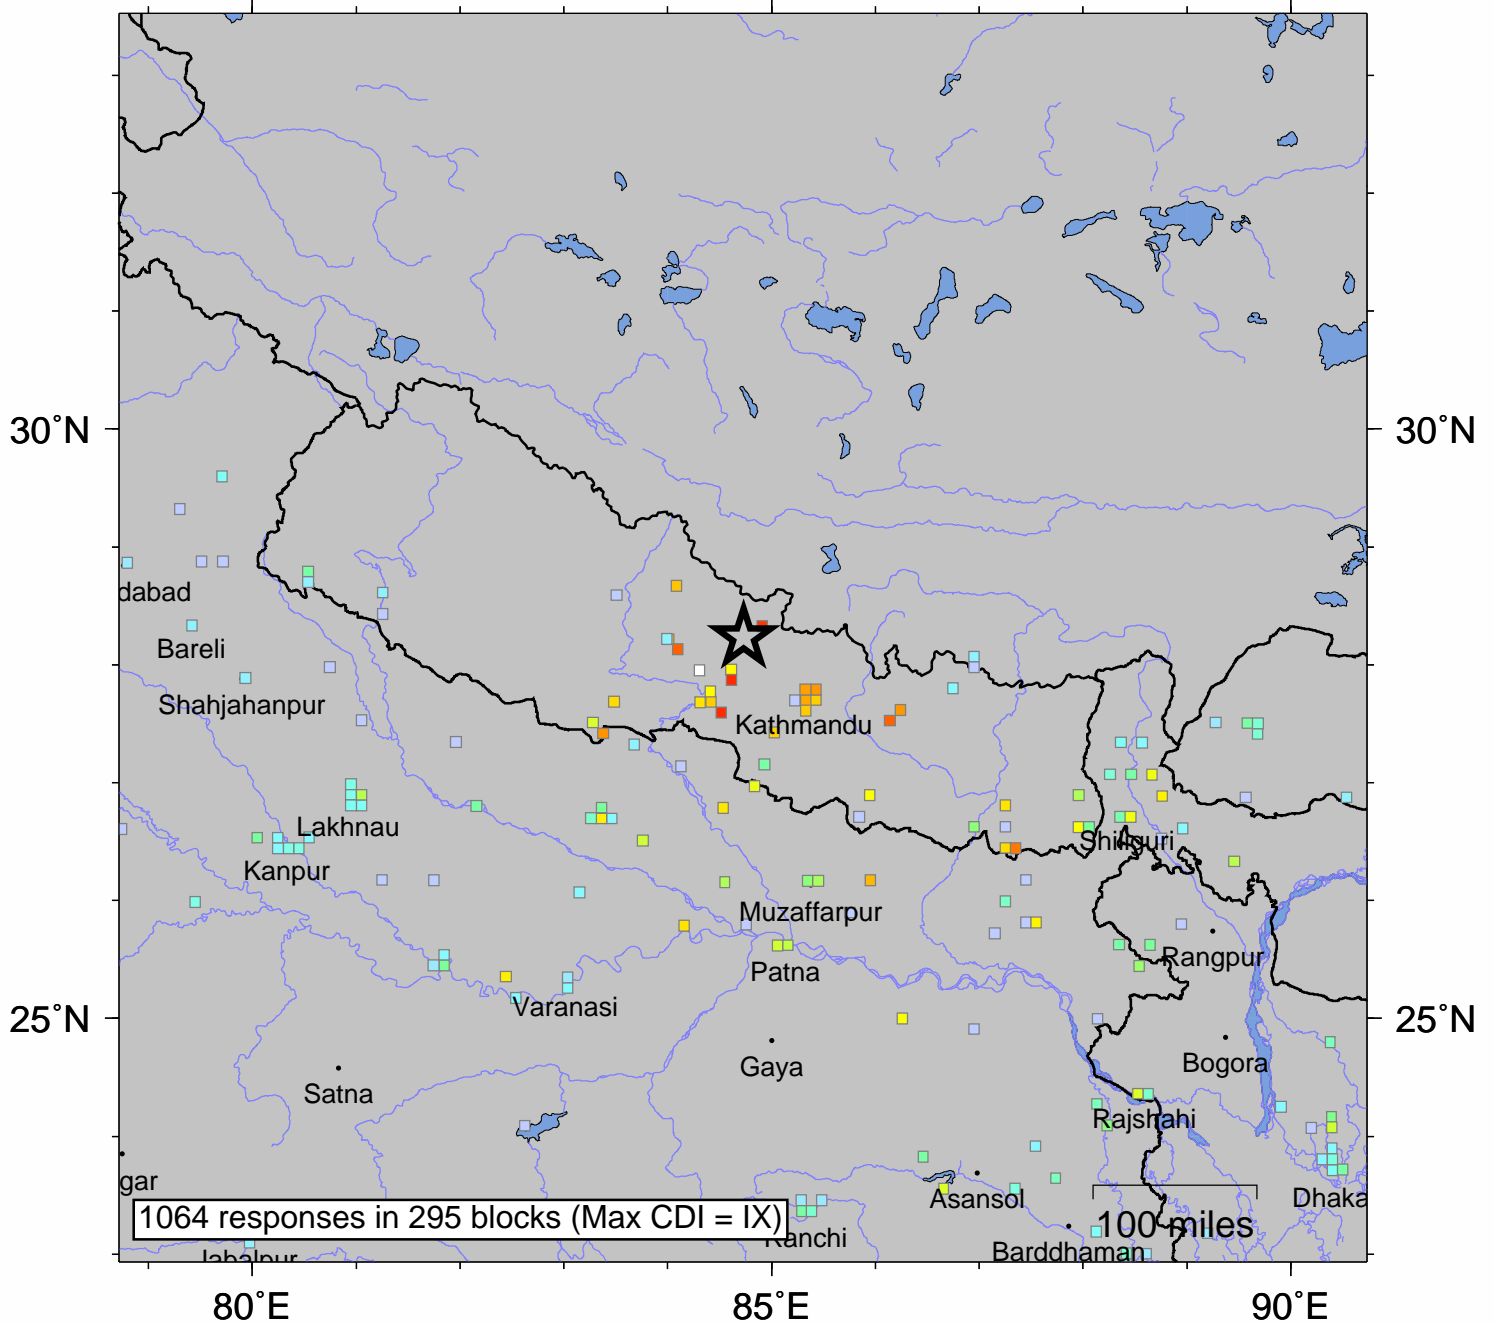 30˚N
30˚N
dabad
Bareli
Shahjahanpur
Kathmandu
Lakhnau
Shiliguri
Kanpur
Muzaffarpur
Rangpur
Patna
Varanasi
25˚N
25˚N
Gaya
Bogora
Satna
Rajshahi
gar
Asansol
Dhaka
1064 responses in 295 blocks (Max CDI = IX)
100 miles
Ranchi
Barddhaman
Jabalpur
80˚E
85˚E
90˚E